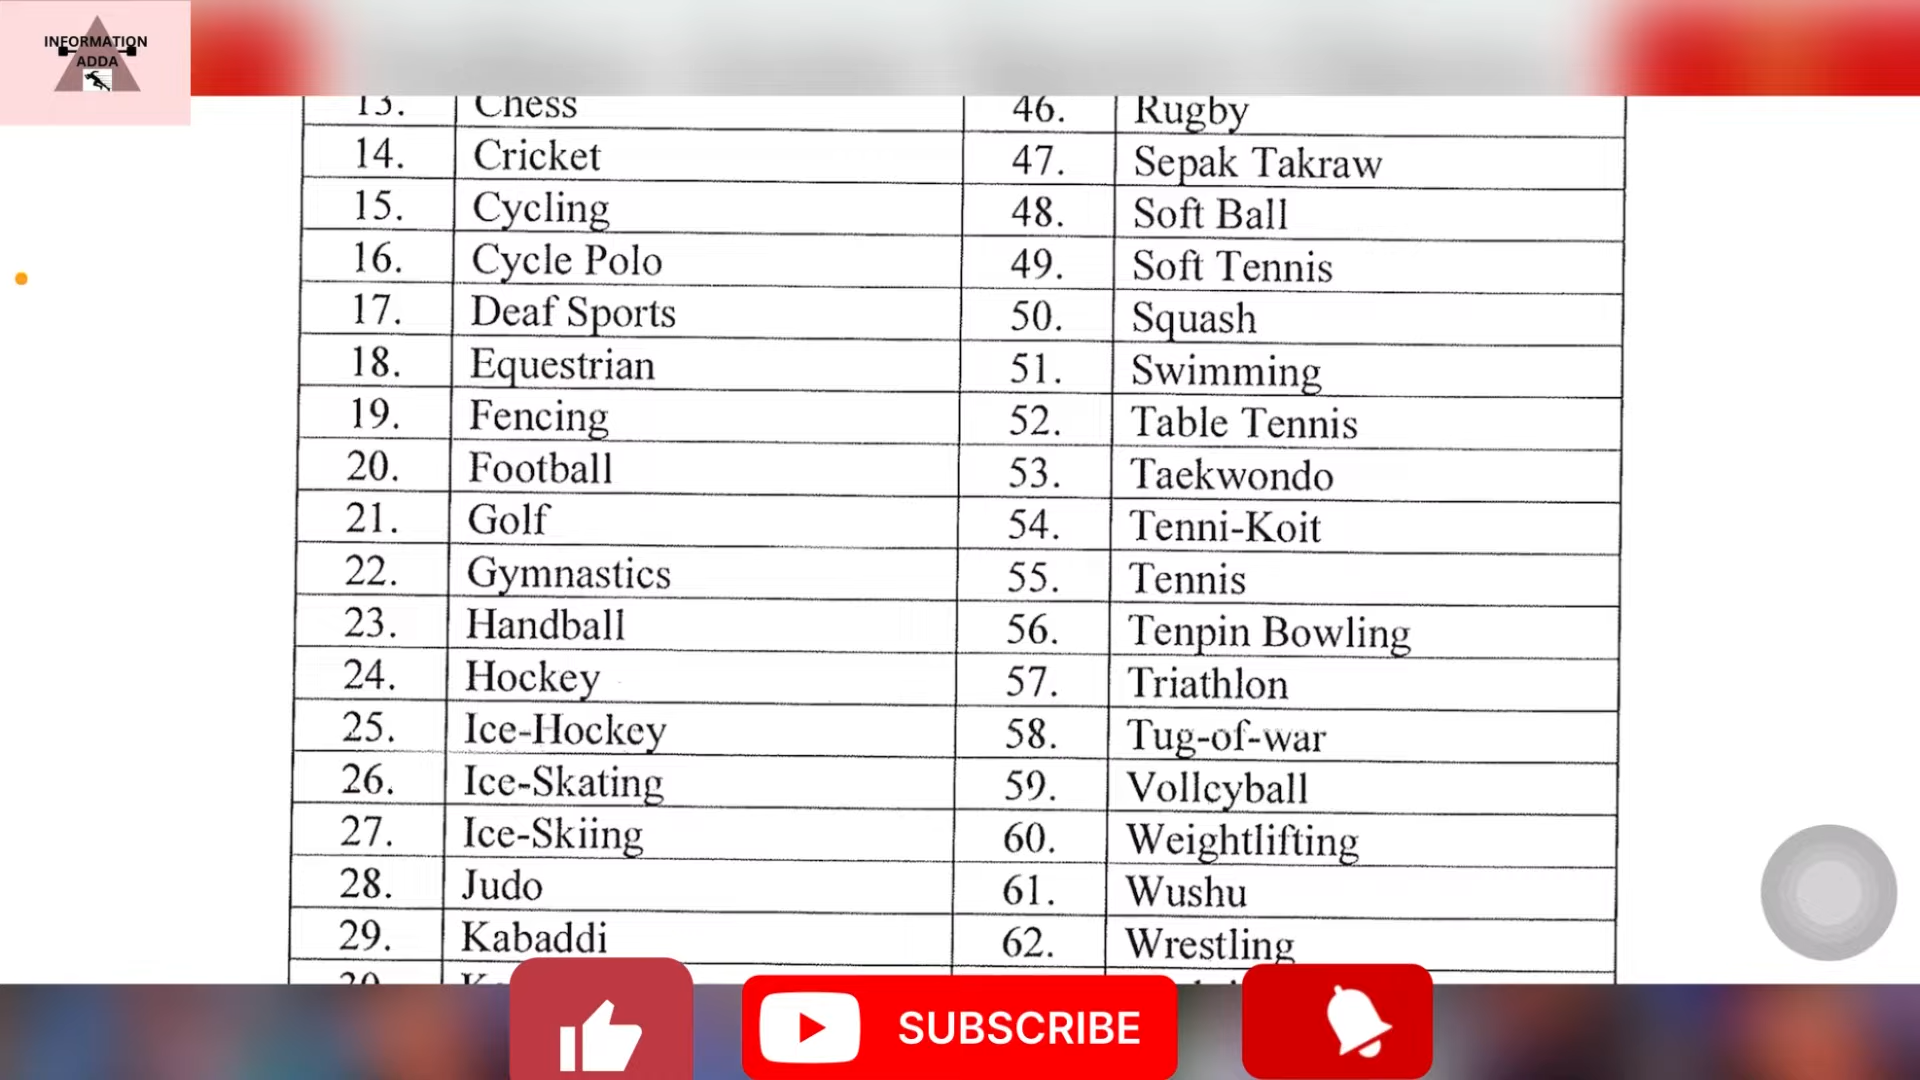 INFORMATION
ADDA
13. Chess 46. Rugby
14. Cricket 47. Sepak Takraw
15. Cycling 48. Soft Ball
16. Cycle Polo 49. Soft Tennis
17. Deaf Sports 50. Squash
18. Equestrian 51. Swimming
19. Fencing 52. Table Tennis
20. Football 53. Taekwondo
21. Golf 54. Tenni-Koit
22. Gymnastics 55. Tennis
23. Handball 56. Tenpin Bowling
24. Hockey 57. Triathlon
25. Ice-Hockey 58. Tug-of-war
26. Ice-Skating 59. Volleyball
27. Ice-Skiing 60. Weightlifting
28. Judo 61. Wushu
29. Kabaddi 62. Wrestling
30.
SUBSCRIBE